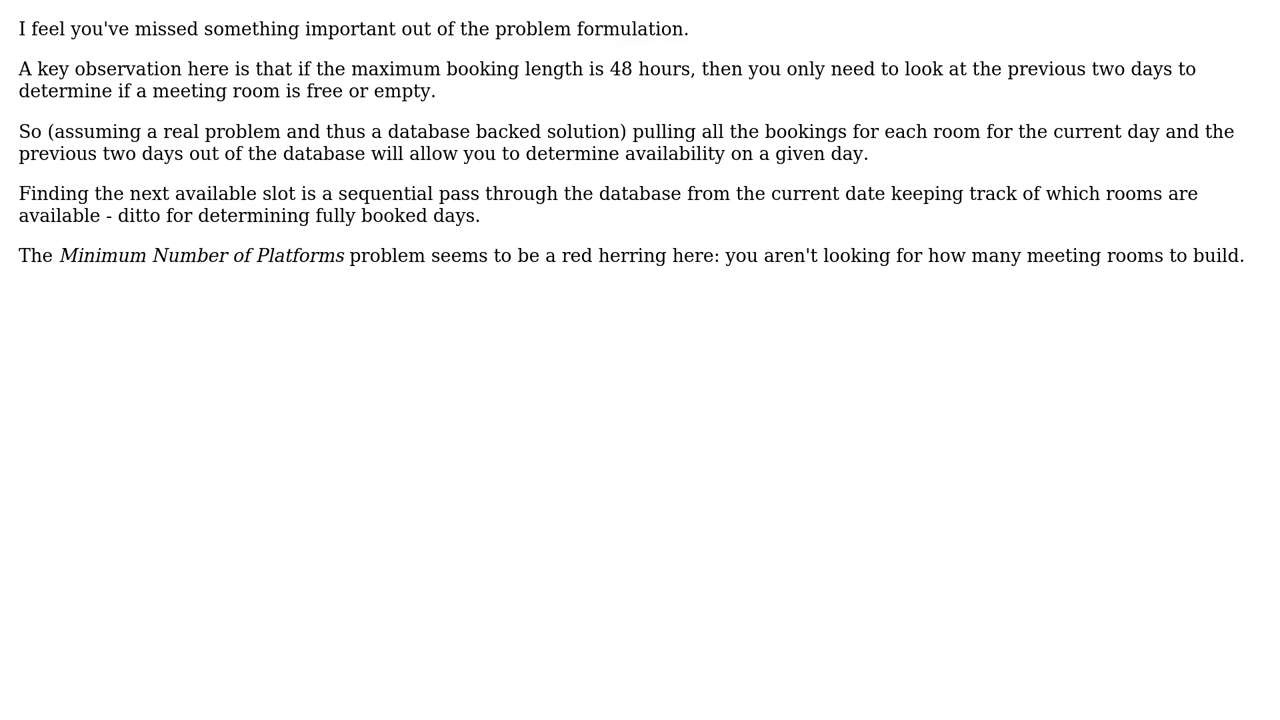 I feel you've missed something important out of the problem formulation.
A key observation here is that if the maximum booking length is 48 hours, then you only need to look at the previous two days to
determine if a meeting room is free or empty.
So (assuming a real problem and thus a database backed solution) pulling all the bookings for each room for the current day and the
previous two days out of the database will allow you to determine availability on a given day.
Finding the next available slot is a sequential pass through the database from the current date keeping track of which rooms are
available - ditto for determining fully booked days.
The Minimum Number of Platforms problem seems to be a red herring here: you aren't looking for how many meeting rooms to build.